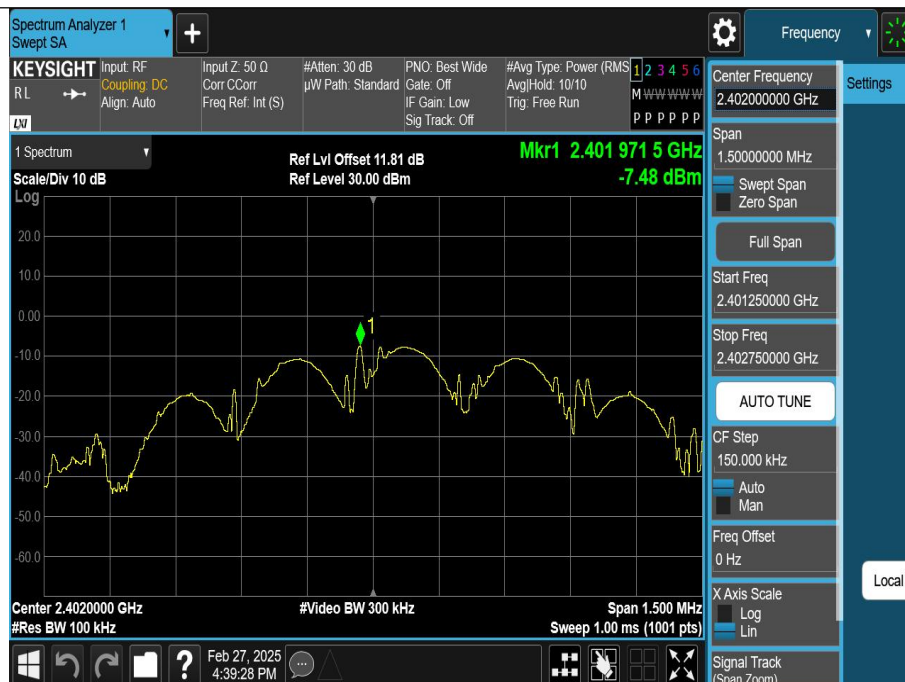 Spectrum Analyzer 1
Swept SA
Frequency
KEYSIGHT
RL
LXI
Input: RF
Coupling: DC
Align: Auto
Input Z: 50 Ω
Corr CCorr
Freq Ref: Int (S)
#Atten: 30 dB
µW Path: Standard
PNO: Best Wide
Gate: Off
IF Gain: Low
Sig Track: Off
#Avg Type: Power (RMS
Avg|Hold: 10/10
Trig: Free Run
1 2 3 4 5 6
M W W W W W
P P P P P P
1 Spectrum
Scale/Div 10 dB
Log
Ref Lvl Offset 11.81 dB
Ref Level 30.00 dBm
Mkr1 2.401 971 5 GHz
-7.48 dBm
20.0
10.0
0.00
-10.0
-20.0
-30.0
-40.0
-50.0
-60.0
1
Center 2.4020000 GHz
#Res BW 100 kHz
#Video BW 300 kHz
Span 1.500 MHz
Sweep 1.00 ms (1001 pts)
Feb 27, 2025
4:39:28 PM
Center Frequency
2.402000000 GHz
Span
1.50000000 MHz
Swept Span
Zero Span
Full Span
Start Freq
2.401250000 GHz
Stop Freq
2.402750000 GHz
AUTO TUNE
CF Step
150.000 kHz
Auto
Man
Freq Offset
0 Hz
X Axis Scale
Log
Lin
Signal Track
(Span Zoom)
Settings
Local